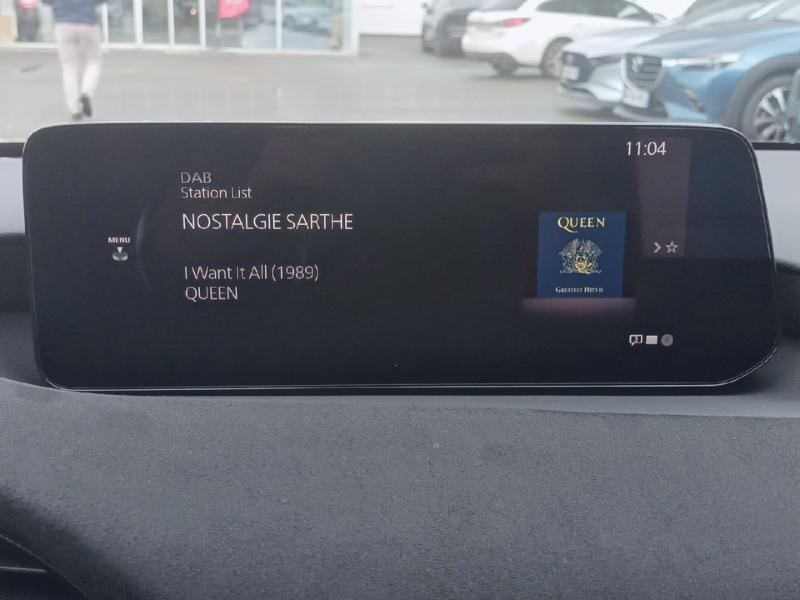 11:04
DAB
Station List
NOSTALGIE SARTHE
MENU
I Want It All (1989)
QUEEN
QUEEN
GREATEST HITS II